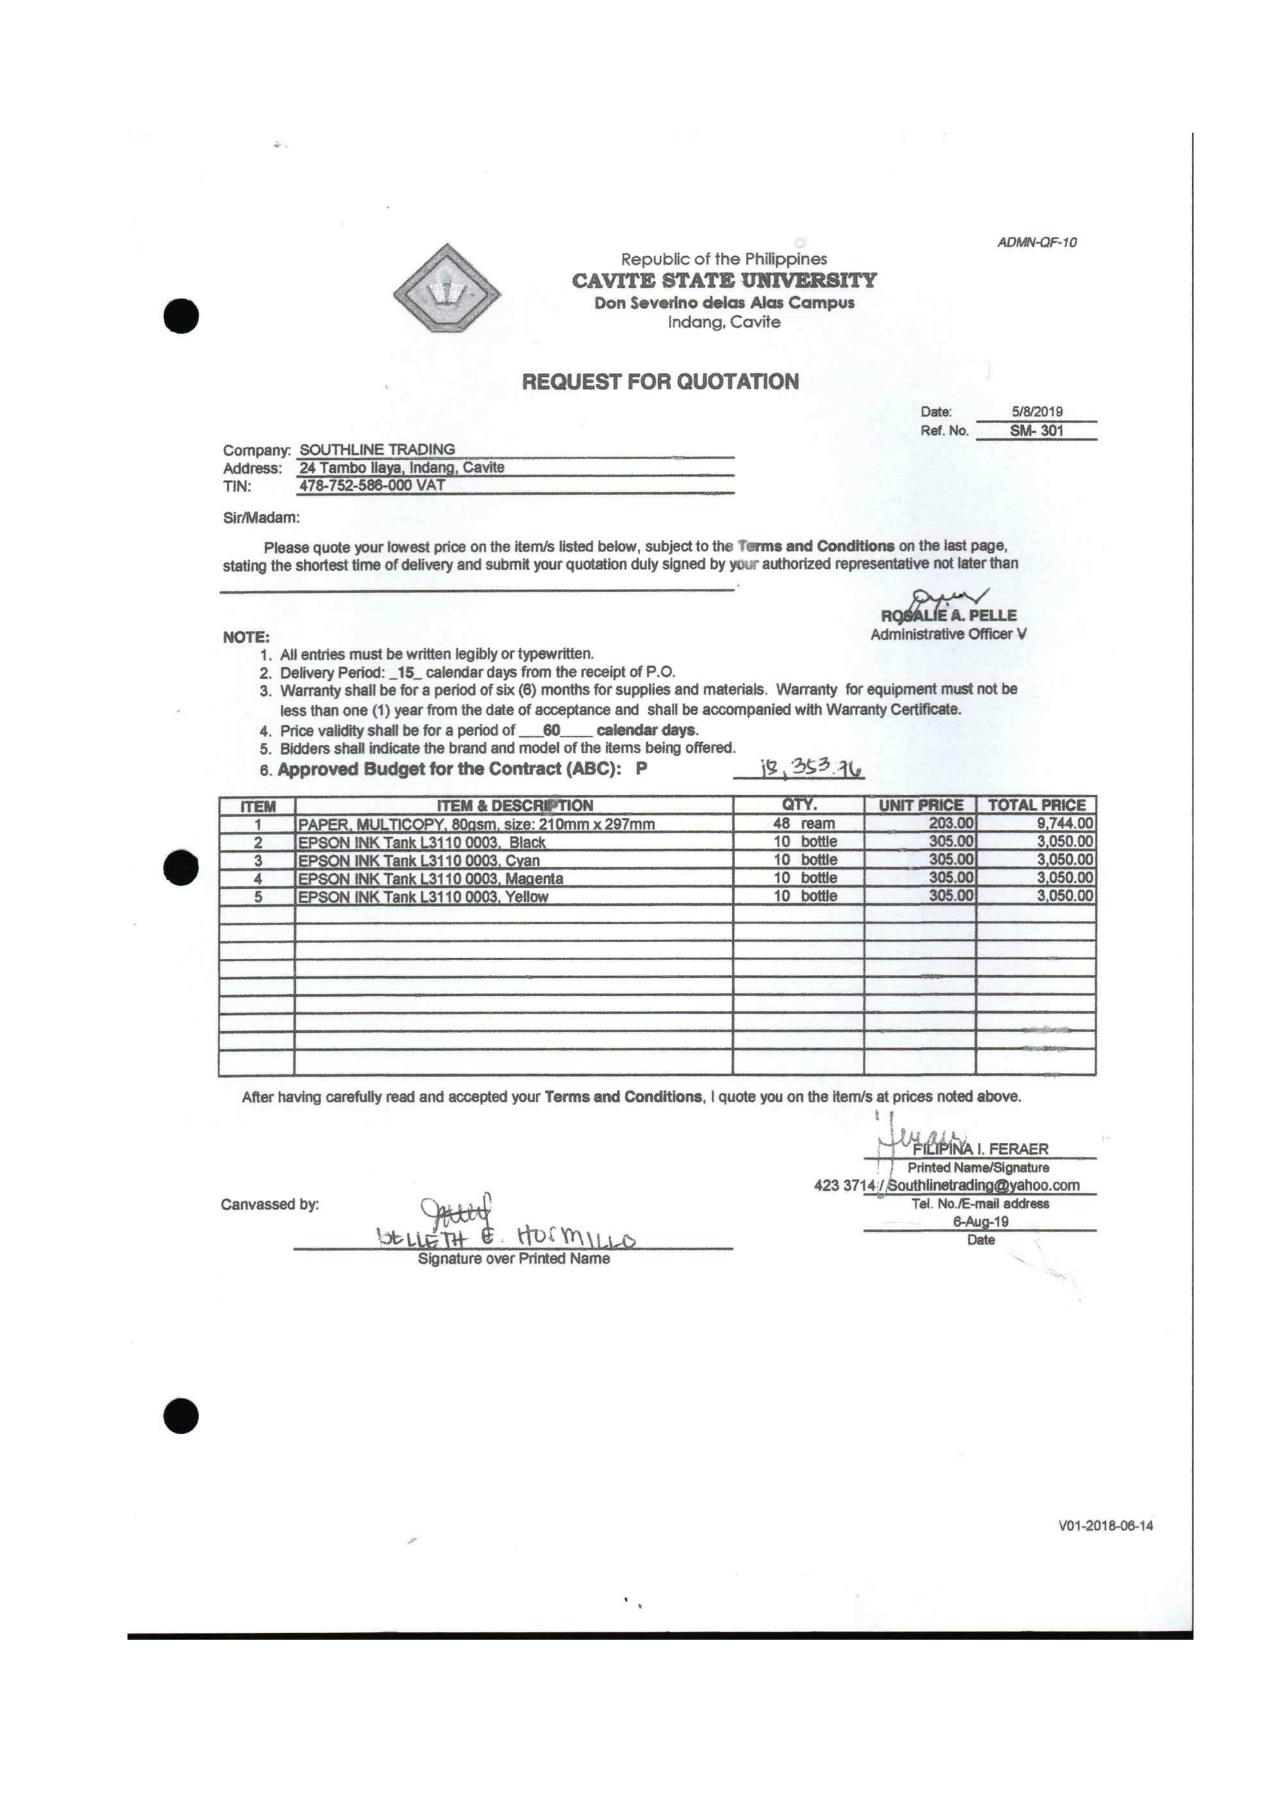 ADMN-QF-10
Republic of the Philippines
CAVITE STATE UNIVERSITY
Don Severino delas Alas Campus
Indang, Cavite
REQUEST FOR QUOTATION
Date: 5/8/2019
Ref. No. SM- 301
Company: SOUTHLINE TRADING
Address: 24 Tambo Ilaya, Indang, Cavite
TIN: 478-752-586-000 VAT
Sir/Madam:
Please quote your lowest price on the item/s listed below, subject to the Terms and Conditions on the last page,
stating the shortest time of delivery and submit your quotation duly signed by your authorized representative not later than
ROSALIE A. PELLE
Administrative Officer V
NOTE:
1. All entries must be written legibly or typewritten.
2. Delivery Period: _15_ calendar days from the receipt of P.O.
3. Warranty shall be for a period of six (6) months for supplies and materials. Warranty for equipment must not be
less than one (1) year from the date of acceptance and shall be accompanied with Warranty Certificate.
4. Price validity shall be for a period of ___60____ calendar days.
5. Bidders shall indicate the brand and model of the items being offered.
6. Approved Budget for the Contract (ABC): P 18,353.76
ITEM ITEM & DESCRIPTION QTY. UNIT PRICE TOTAL PRICE
1 PAPER, MULTICOPY, 80gsm, size: 210mm x 297mm 48 ream 203.00 9,744.00
2 EPSON INK Tank L3110 0003, Black 10 bottle 305.00 3,050.00
3 EPSON INK Tank L3110 0003, Cyan 10 bottle 305.00 3,050.00
4 EPSON INK Tank L3110 0003, Magenta 10 bottle 305.00 3,050.00
5 EPSON INK Tank L3110 0003, Yellow 10 bottle 305.00 3,050.00
After having carefully read and accepted your Terms and Conditions, I quote you on the item/s at prices noted above.
FILIPINA I. FERAER
Printed Name/Signature
423 3714 / Southlinetrading@yahoo.com
Tel. No./E-mail address
6-Aug-19
Date
Canvassed by:
E. HORMILLO
Signature over Printed Name
V01-2018-06-14